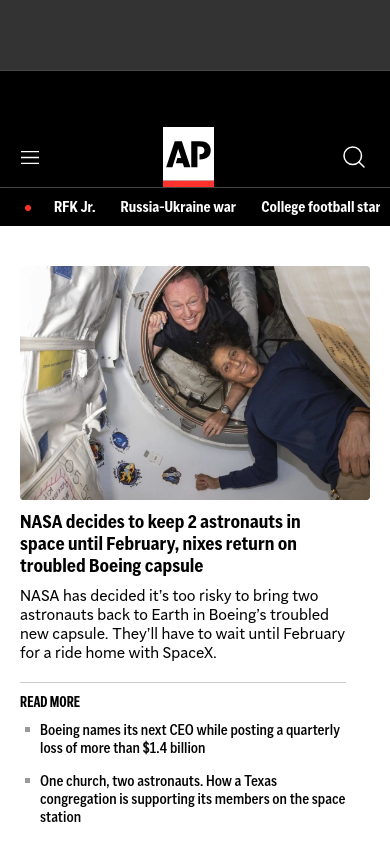 AP
RFK Jr. Russia-Ukraine war College football star
NASA decides to keep 2 astronauts in
space until February, nixes return on
troubled Boeing capsule
NASA has decided it’s too risky to bring two
astronauts back to Earth in Boeing’s troubled
new capsule. They’ll have to wait until February
for a ride home with SpaceX.
READ MORE
Boeing names its next CEO while posting a quarterly
loss of more than $1.4 billion
One church, two astronauts. How a Texas
congregation is supporting its members on the space
station